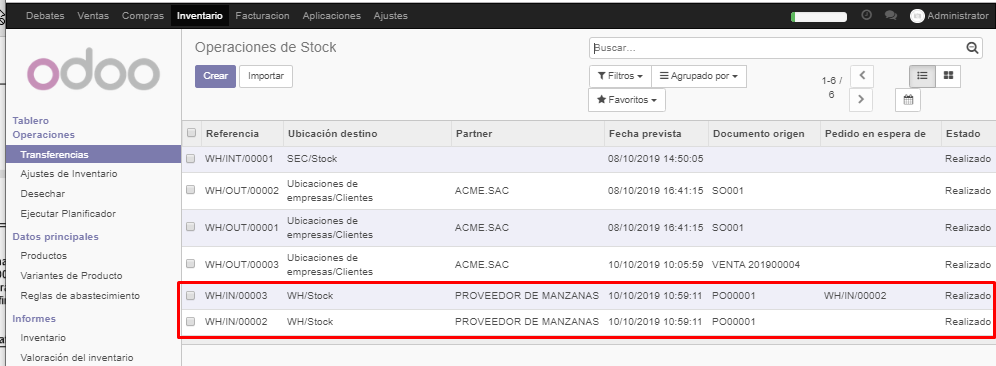 Debates Ventas Compras Inventario Facturacion Aplicaciones Ajustes Administrator
odoo
Operaciones de Stock
Buscar...
Crear Importar
Filtros Agrupado por
Favoritos
1-6 /
6
Tablero
Operaciones
Transferencias
Ajustes de Inventario
Desechar
Ejecutar Planificador
Datos principales
Productos
Variantes de Producto
Reglas de abastecimiento
Informes
Inventario
Valoración del inventario
Referencia Ubicación destino Partner Fecha prevista Documento origen Pedido en espera de Estado
WH/INT/00001 SEC/Stock 08/10/2019 14:50:05 Realizado
WH/OUT/00002 Ubicaciones de
empresas/Clientes ACME.SAC 08/10/2019 16:41:15 SO001 Realizado
WH/OUT/00001 Ubicaciones de
empresas/Clientes ACME.SAC 08/10/2019 16:41:15 SO001 Realizado
WH/OUT/00003 Ubicaciones de
empresas/Clientes ACME.SAC 10/10/2019 10:05:59 VENTA 201900004 Realizado
WH/IN/00003 WH/Stock PROVEEDOR DE MANZANAS 10/10/2019 10:59:11 PO00001 WH/IN/00002 Realizado
WH/IN/00002 WH/Stock PROVEEDOR DE MANZANAS 10/10/2019 10:59:11 PO00001 Realizado